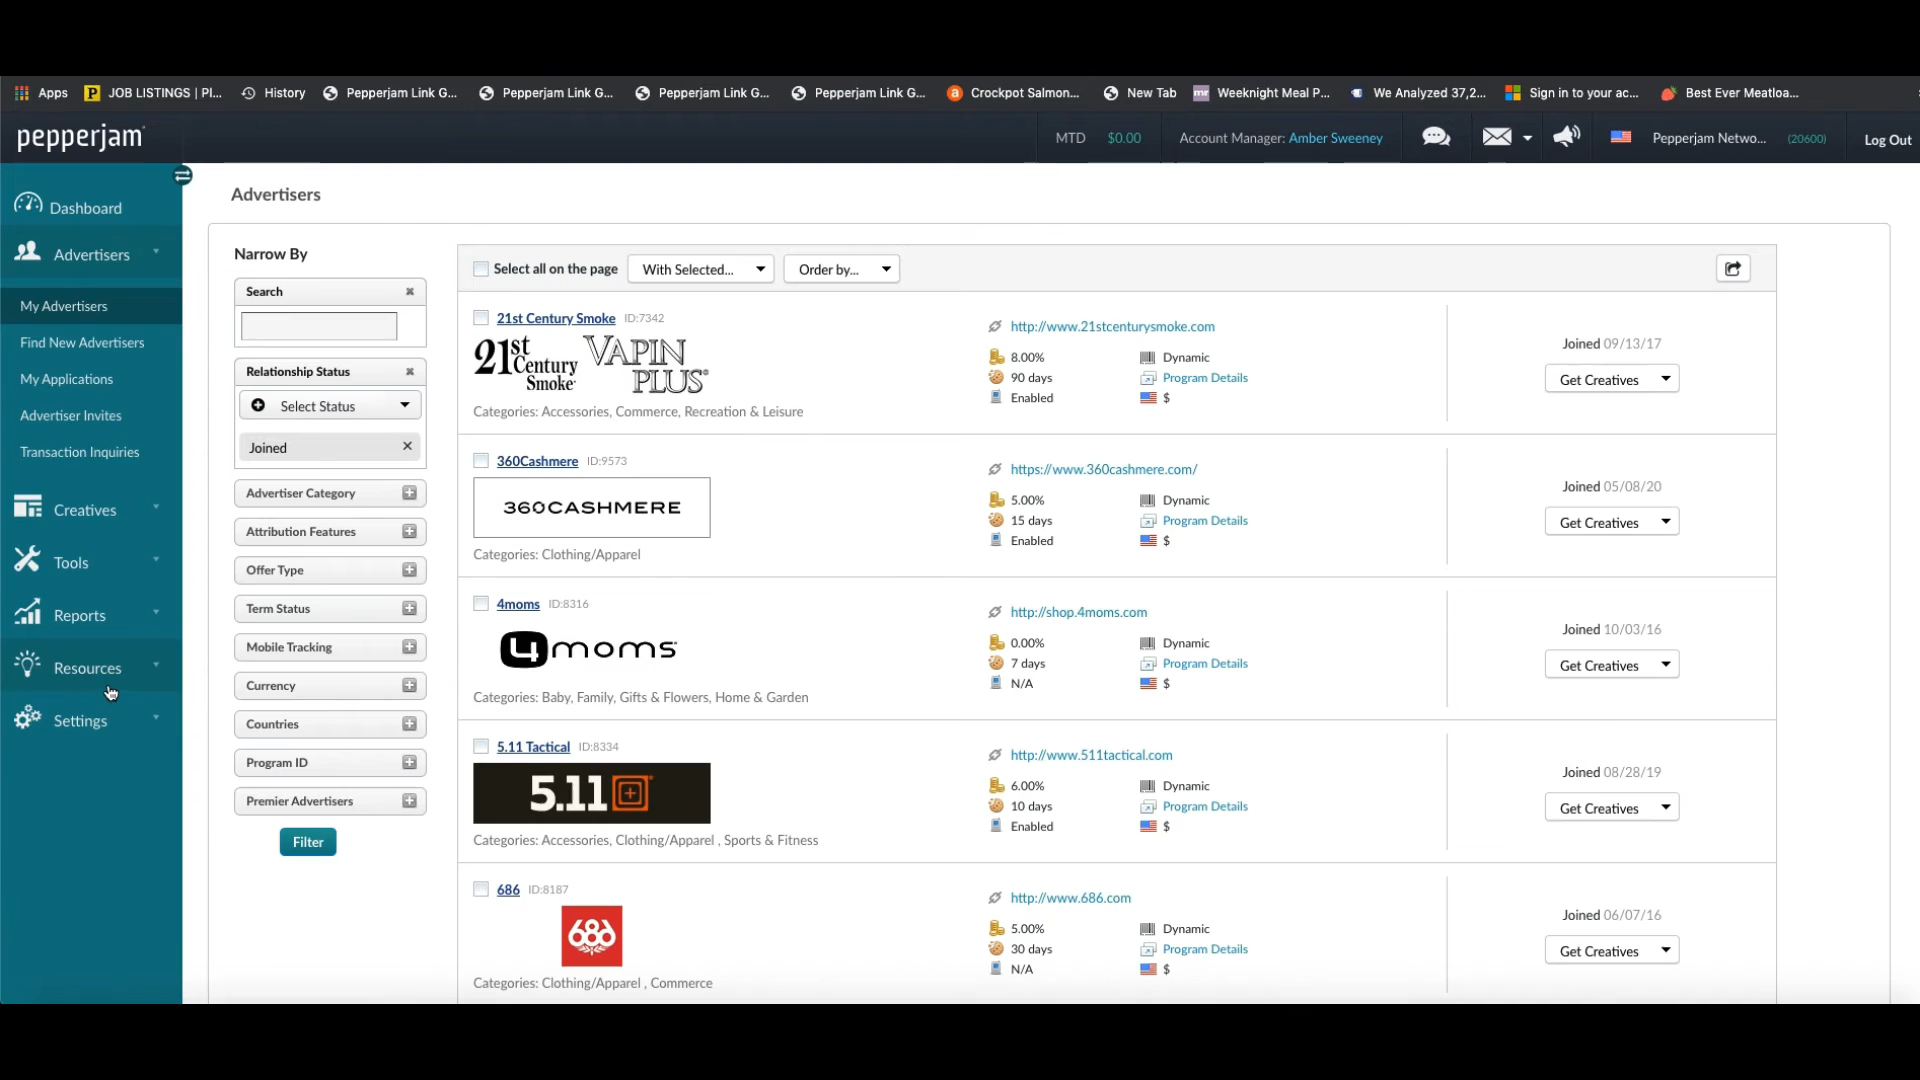 Apps
JOB LISTINGS | Pl...
History
Pepperjam Link G...
Pepperjam Link G...
Pepperjam Link G...
Pepperjam Link G...
Crockpot Salmon...
New Tab
Weeknight Meal P...
We Analyzed 37,2...
Sign in to your ac...
Best Ever Meatloa...
pepperjam
MTD $0.00
Account Manager: Amber Sweeney
Pepperjam Netwo... (20600)
Log Out
Dashboard
Advertisers
My Advertisers
Find New Advertisers
My Applications
Advertiser Invites
Transaction Inquiries
Creatives
Tools
Reports
Resources
Settings
Advertisers
Narrow By
Search
Relationship Status
Select Status
Joined
Advertiser Category
Attribution Features
Offer Type
Term Status
Mobile Tracking
Currency
Countries
Program ID
Premier Advertisers
Filter
Select all on the page
With Selected...
Order by...
21st Century Smoke ID:7342
21st Century Smoke VAPIN PLUS
Categories: Accessories, Commerce, Recreation & Leisure
http://www.21stcenturysmoke.com
8.00% Dynamic
90 days Program Details
Enabled $
Joined 09/13/17
Get Creatives
360Cashmere ID:9573
360CASHMERE
Categories: Clothing/Apparel
https://www.360cashmere.com/
5.00% Dynamic
15 days Program Details
Enabled $
Joined 05/08/20
Get Creatives
4moms ID:8316
4moms
Categories: Baby, Family, Gifts & Flowers, Home & Garden
http://shop.4moms.com
0.00% Dynamic
7 days Program Details
N/A $
Joined 10/03/16
Get Creatives
5.11 Tactical ID:8334
5.11
Categories: Accessories, Clothing/Apparel , Sports & Fitness
http://www.511tactical.com
6.00% Dynamic
10 days Program Details
Enabled $
Joined 08/28/19
Get Creatives
686 ID:8187
686
Categories: Clothing/Apparel , Commerce
http://www.686.com
5.00% Dynamic
30 days Program Details
N/A $
Joined 06/07/16
Get Creatives